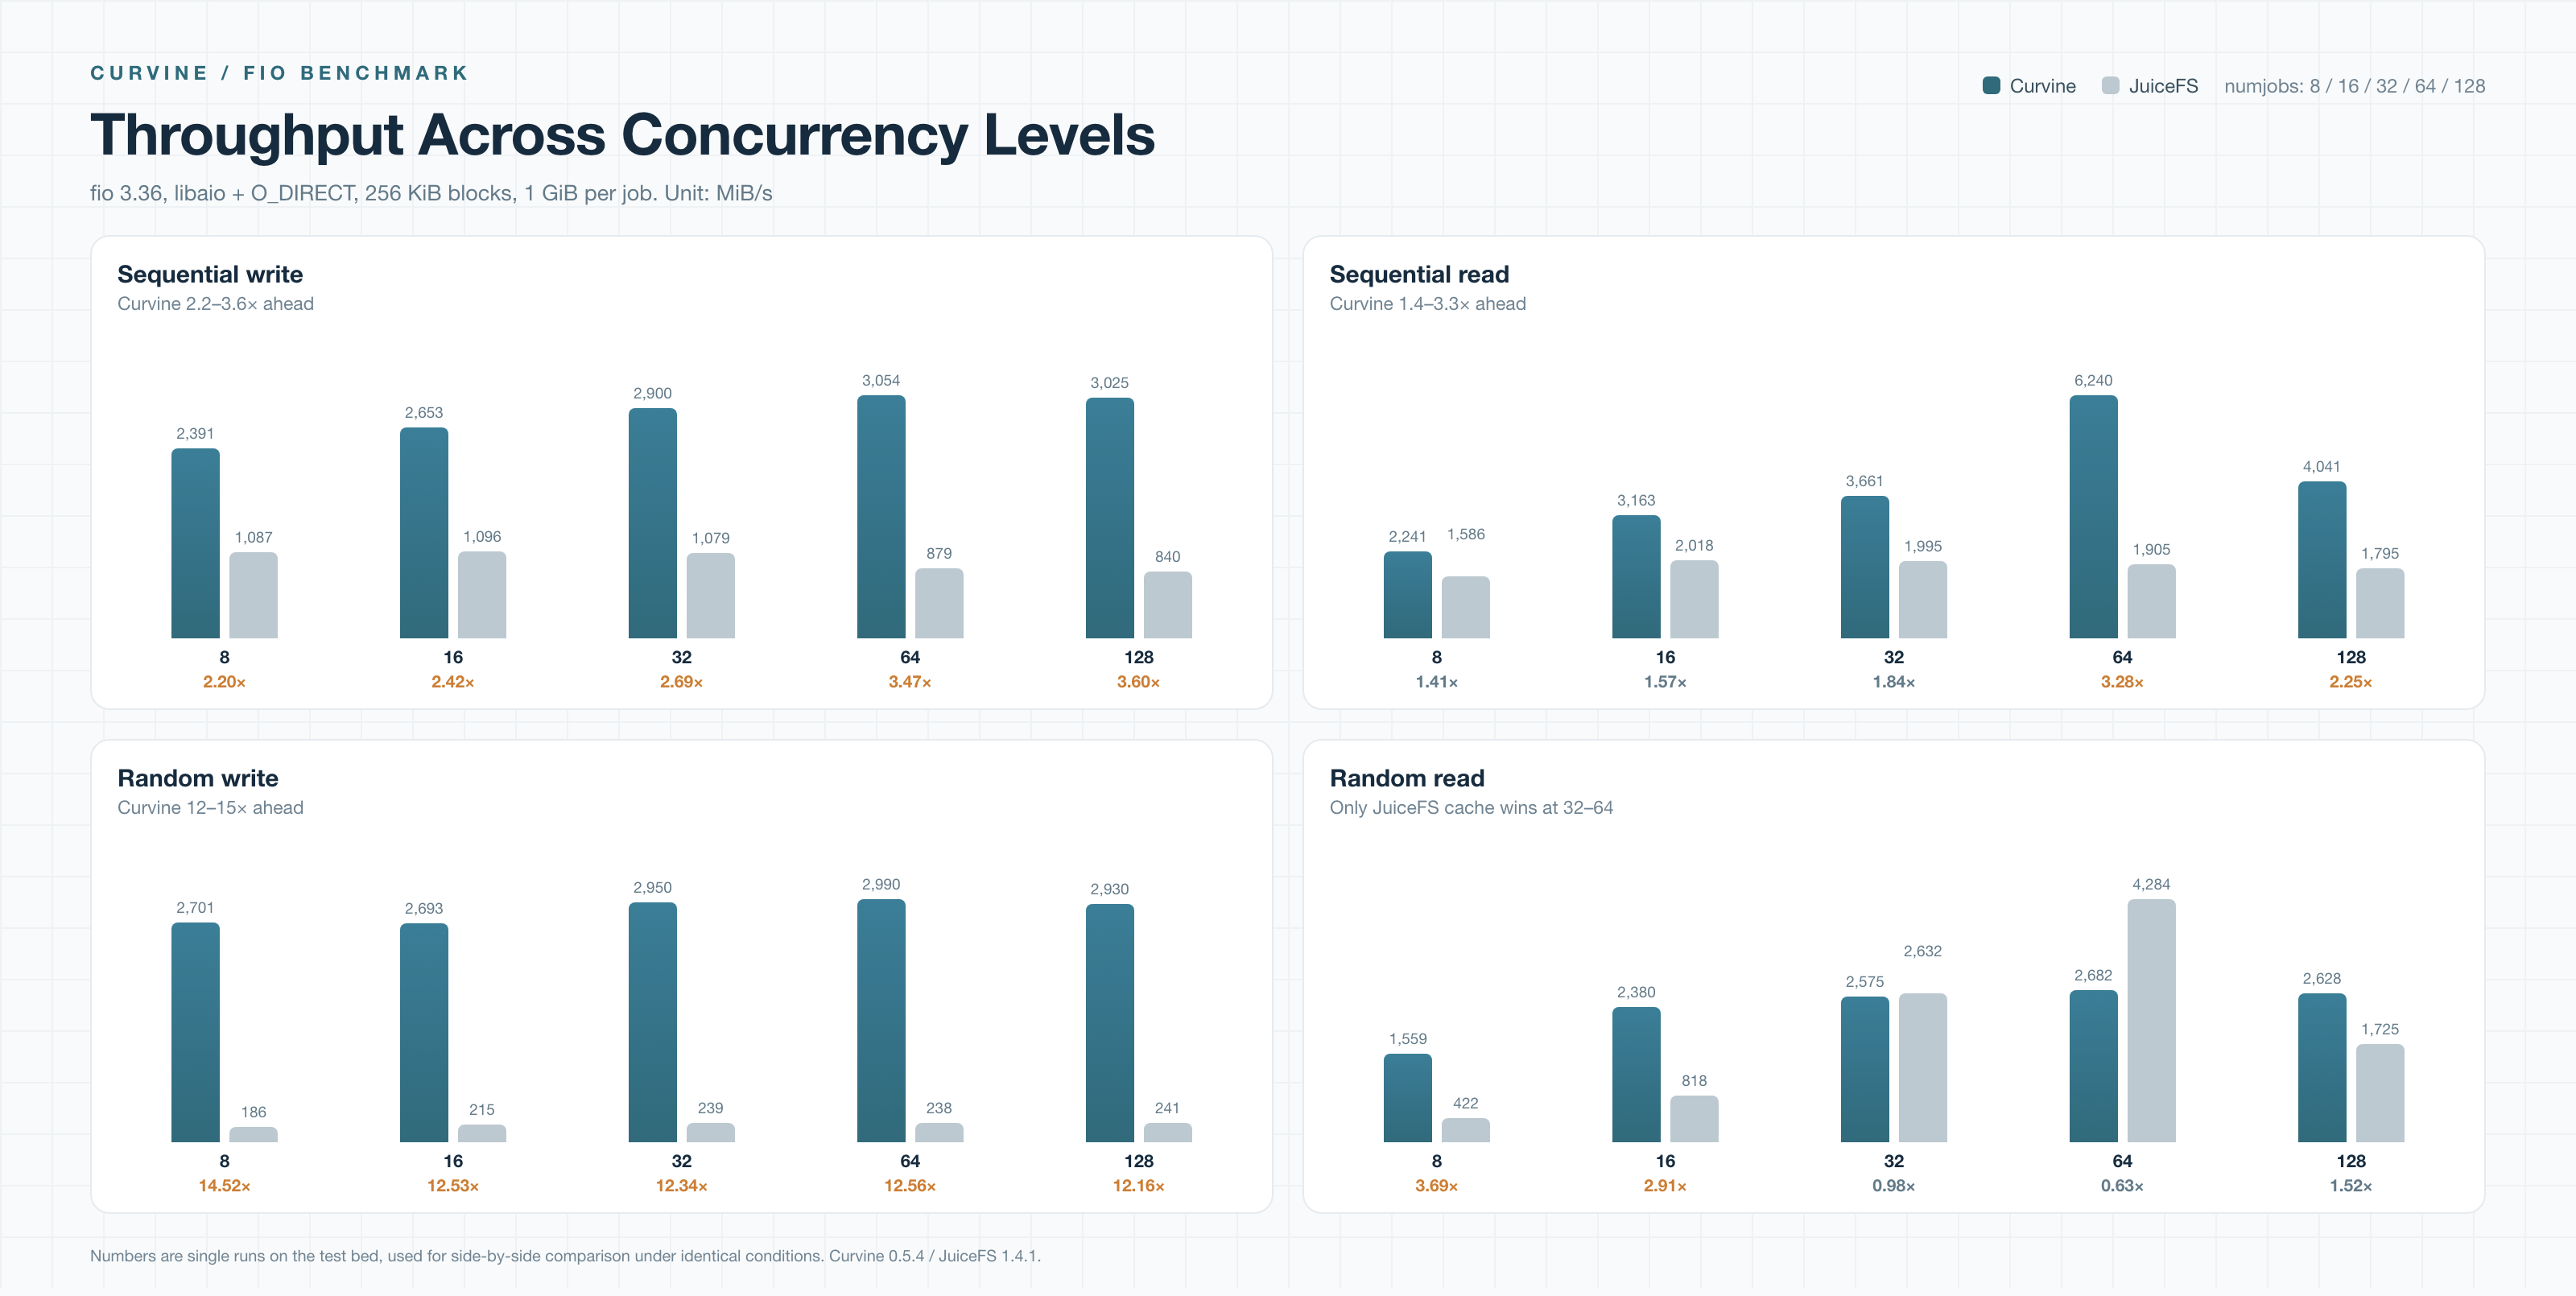 CURVINE / FIO BENCHMARK
Throughput Across Concurrency Levels
fio 3.36, libaio + O_DIRECT, 256 KiB blocks, 1 GiB per job. Unit: MiB/s
Curvine JuiceFS numjobs: 8 / 16 / 32 / 64 / 128
Sequential write
Curvine 2.2–3.6× ahead
2,391 1,087 2,653 1,096 2,900 1,079 3,054 879 3,025 840
8 16 32 64 128
2.20× 2.42× 2.69× 3.47× 3.60×
Sequential read
Curvine 1.4–3.3× ahead
2,241 1,586 3,163 2,018 3,661 1,995 6,240 1,905 4,041 1,795
8 16 32 64 128
1.41× 1.57× 1.84× 3.28× 2.25×
Random write
Curvine 12–15× ahead
2,701 186 2,693 215 2,950 239 2,990 238 2,930 241
8 16 32 64 128
14.52× 12.53× 12.34× 12.56× 12.16×
Random read
Only JuiceFS cache wins at 32–64
1,559 422 2,380 818 2,575 2,632 2,682 4,284 2,628 1,725
8 16 32 64 128
3.69× 2.91× 0.98× 0.63× 1.52×
Numbers are single runs on the test bed, used for side-by-side comparison under identical conditions. Curvine 0.5.4 / JuiceFS 1.4.1.